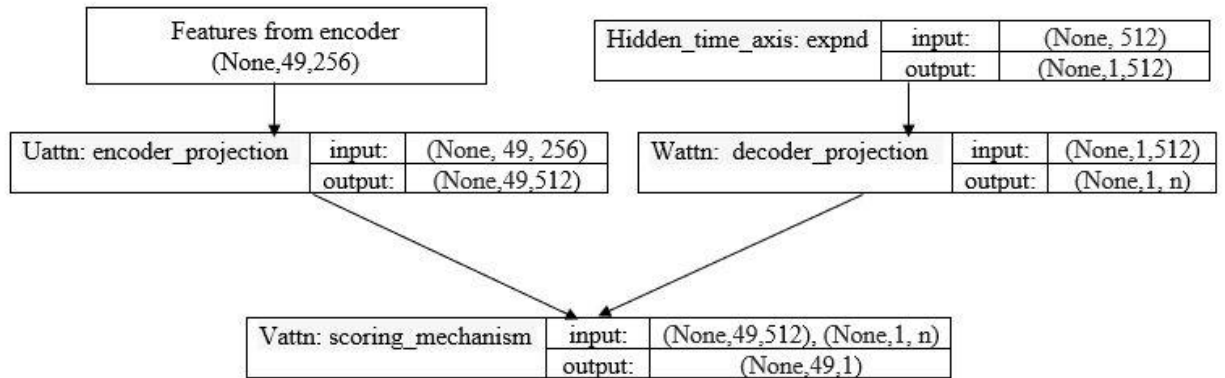 Features from encoder
(None,49,256)
Hidden_time_axis: expnd
input:
(None, 512)
output:
(None,1,512)
Uattn: encoder_projection
input:
(None, 49, 256)
output:
(None,49,512)
Wattn: decoder_projection
input:
(None,1,512)
output:
(None,1, n)
Vattn: scoring_mechanism
input:
(None,49,512), (None,1, n)
output:
(None,49,1)